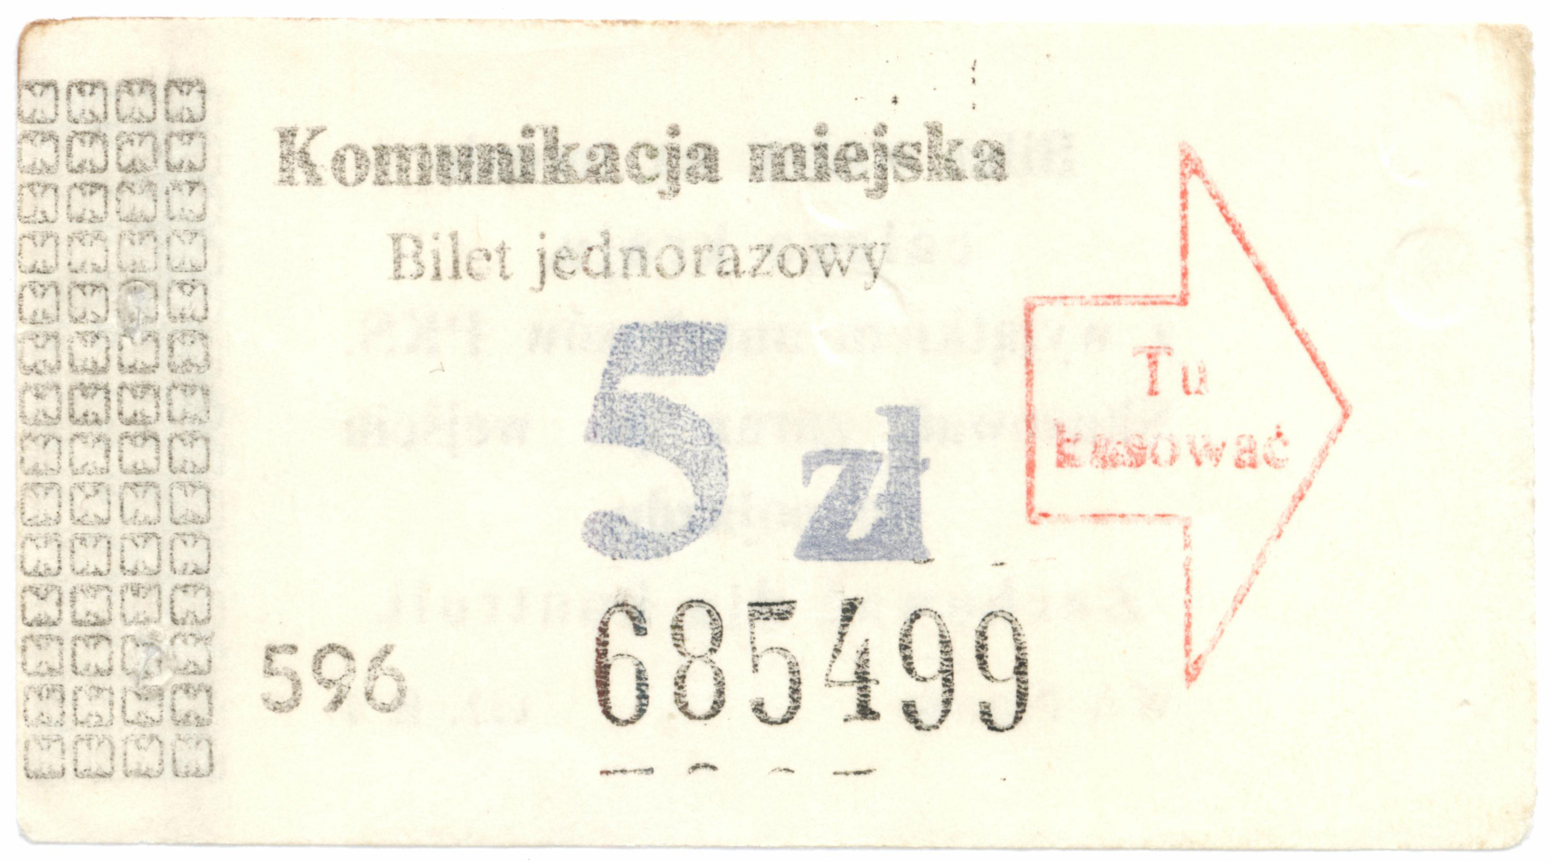 Komunikacja miejska
Bilet jednorazowy
5 zł
Tu
kasować
596
685499